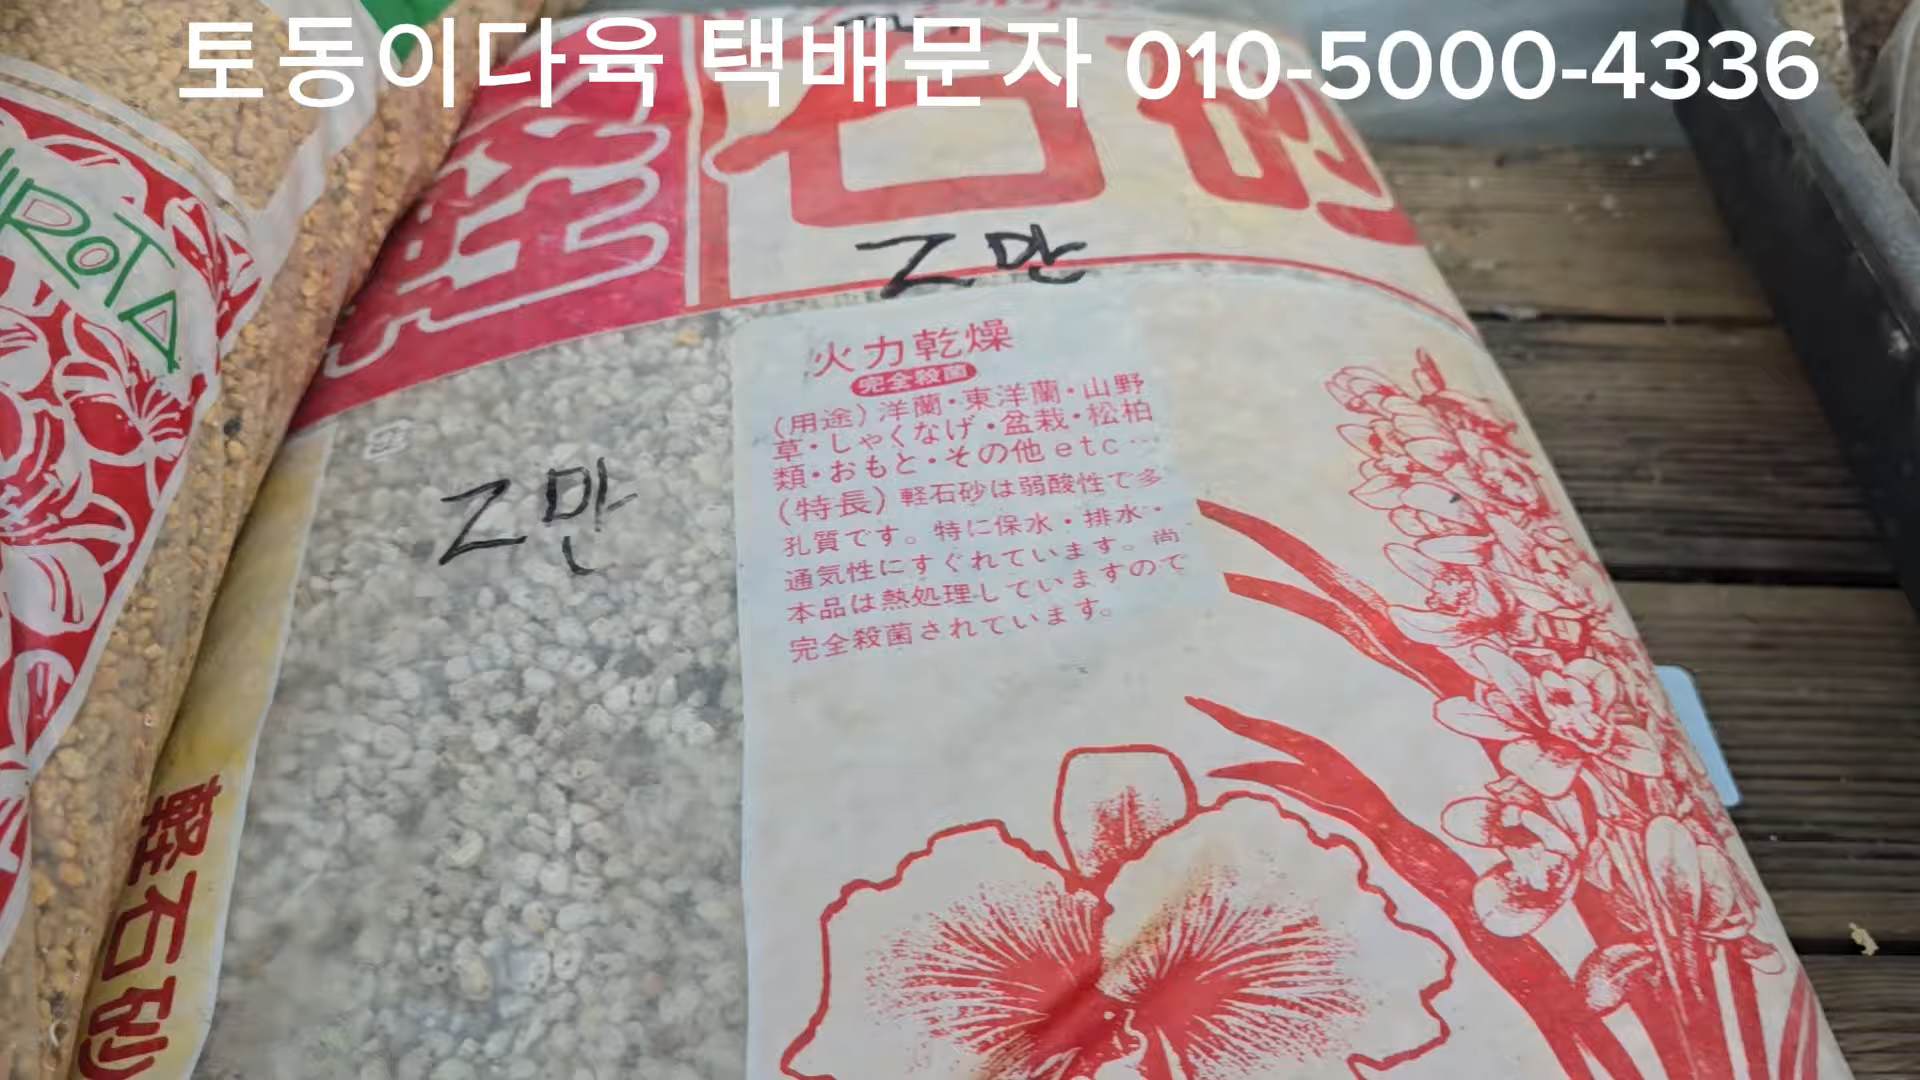 토동이다육 택배문자 010-5000-4336
軽石砂
2만
火力乾燥
完全殺菌
(用途) 洋蘭・東洋蘭・山野
草・しゃくなげ・盆栽・松柏
類・おもと・その他etc…
(特長) 軽石砂は弱酸性で多
孔質です。特に保水・排水・
通気性にすぐれています。尚
本品は熱処理していますので
完全殺菌されています。
2만
軽石砂